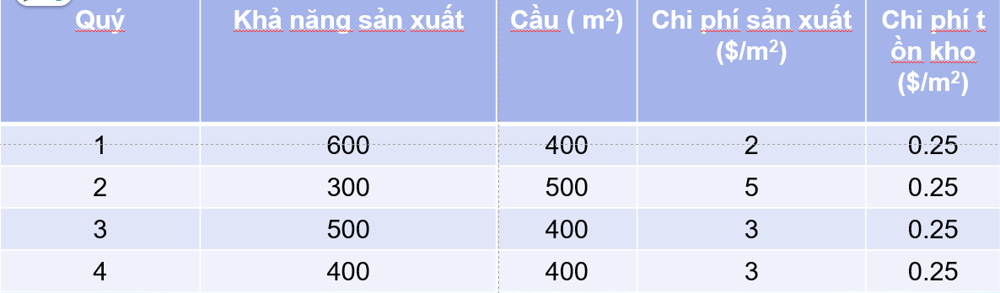 Quý Khả năng sản xuất Cầu ( m²) Chi phí sản xuất ($/m²) Chi phí t ồn kho ($/m²)
1 600 400 2 0.25
2 300 500 5 0.25
3 500 400 3 0.25
4 400 400 3 0.25